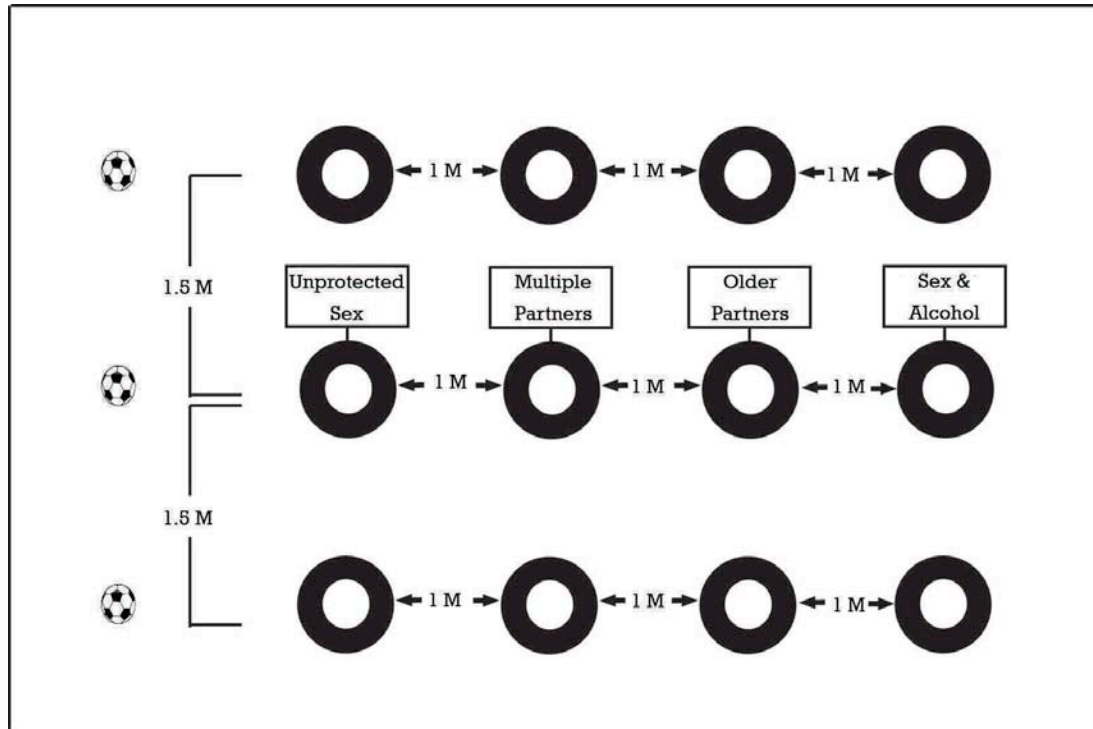 1 M
1 M
1 M
1.5 M
Unprotected
Sex
Multiple
Partners
Older
Partners
Sex &
Alcohol
1 M
1 M
1 M
1.5 M
1 M
1 M
1 M